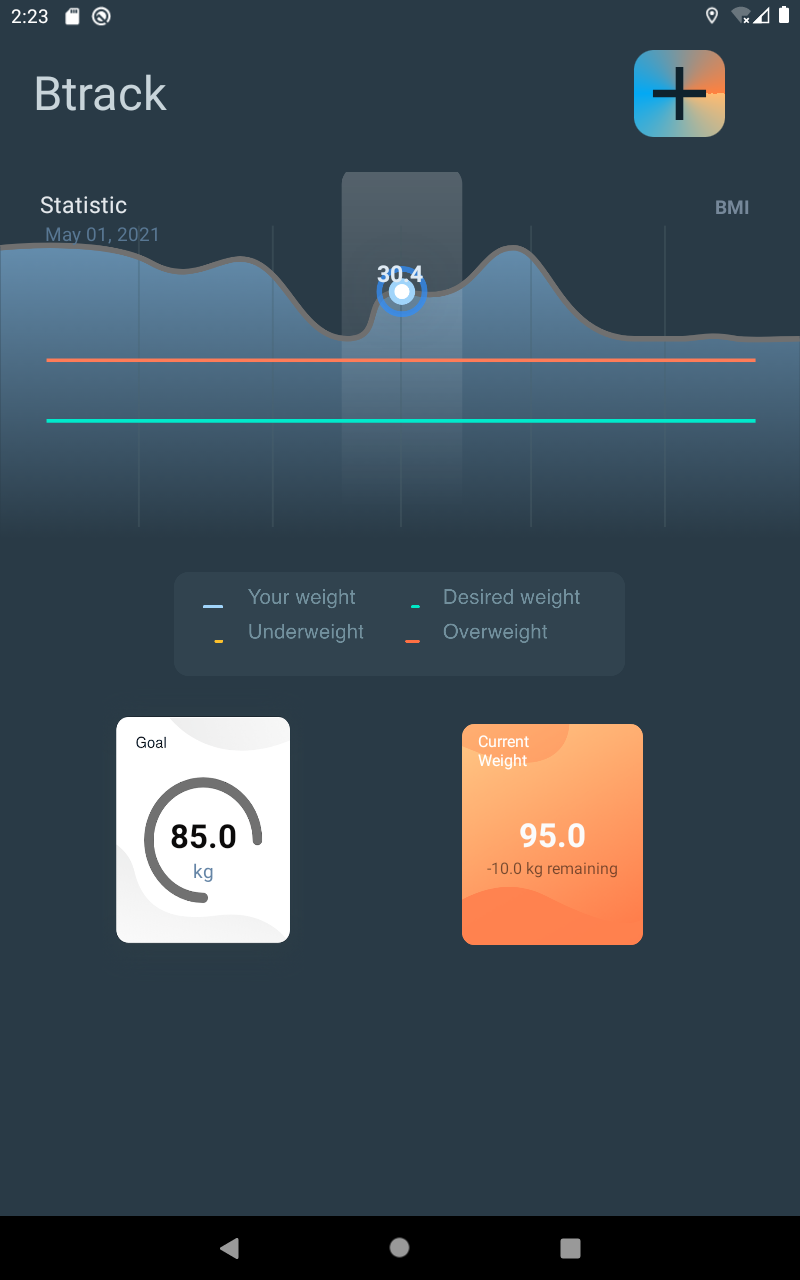 2:23
Btrack
Statistic
BMI
May 01, 2021
30.4
Your weight
Desired weight
Underweight
Overweight
Goal
85.0
kg
Current
Weight
95.0
-10.0 kg remaining